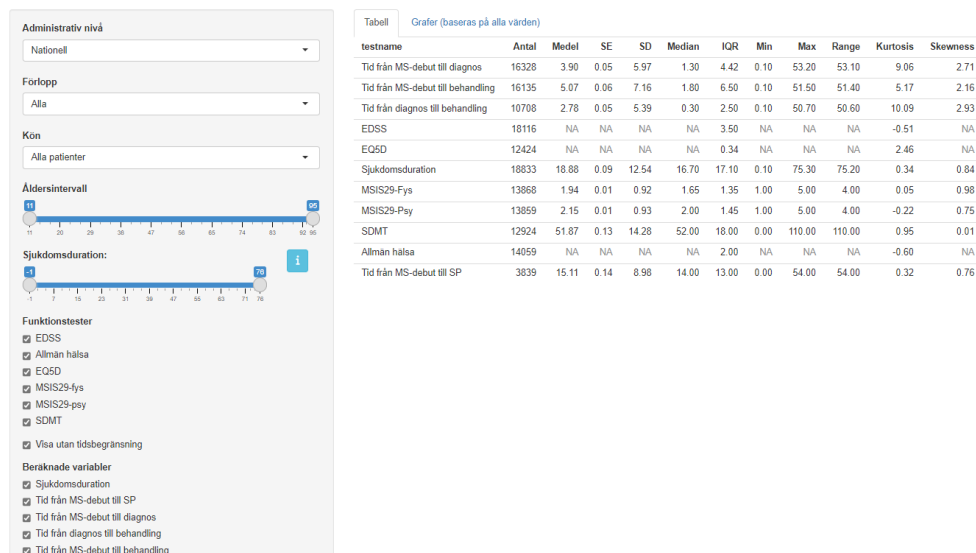 Administrativ nivå
Nationell
Förlopp
Alla
Kön
Alla patienter
Åldersintervall
11 95
11 20 29 38 47 56 65 74 83 92 95
Sjukdomsduration:
i
-1 76
-1 7 15 23 31 39 47 55 63 71 76
Funktionstester
EDSS
Allmän hälsa
EQ5D
MSIS29-fys
MSIS29-psy
SDMT
Visa utan tidsbegränsning
Beräknade variabler
Sjukdomsduration
Tid från MS-debut till SP
Tid från MS-debut till diagnos
Tid från diagnos till behandling
Tid från MS-debut till behandling
Tabell Grafer (baseras på alla värden)
testname Antal Medel SE SD Median IQR Min Max Range Kurtosis Skewness
Tid från MS-debut till diagnos 16328 3.90 0.05 5.97 1.30 4.42 0.10 53.20 53.10 9.06 2.71
Tid från MS-debut till behandling 16135 5.07 0.06 7.16 1.80 6.50 0.10 51.50 51.40 5.17 2.16
Tid från diagnos till behandling 10708 2.78 0.05 5.39 0.30 2.50 0.10 50.70 50.60 10.09 2.93
EDSS 18116 NA NA NA NA 3.50 NA NA NA -0.51 NA
EQ5D 12424 NA NA NA NA 0.34 NA NA NA 2.46 NA
Sjukdomsduration 18833 18.88 0.09 12.54 16.70 17.10 0.10 75.30 75.20 0.34 0.84
MSIS29-Fys 13868 1.94 0.01 0.92 1.65 1.35 1.00 5.00 4.00 0.05 0.98
MSIS29-Psy 13859 2.15 0.01 0.93 2.00 1.45 1.00 5.00 4.00 -0.22 0.75
SDMT 12924 51.87 0.13 14.28 52.00 18.00 0.00 110.00 110.00 0.95 0.01
Allmän hälsa 14059 NA NA NA NA 2.00 NA NA NA -0.60 NA
Tid från MS-debut till SP 3839 15.11 0.14 8.98 14.00 13.00 0.00 54.00 54.00 0.32 0.76